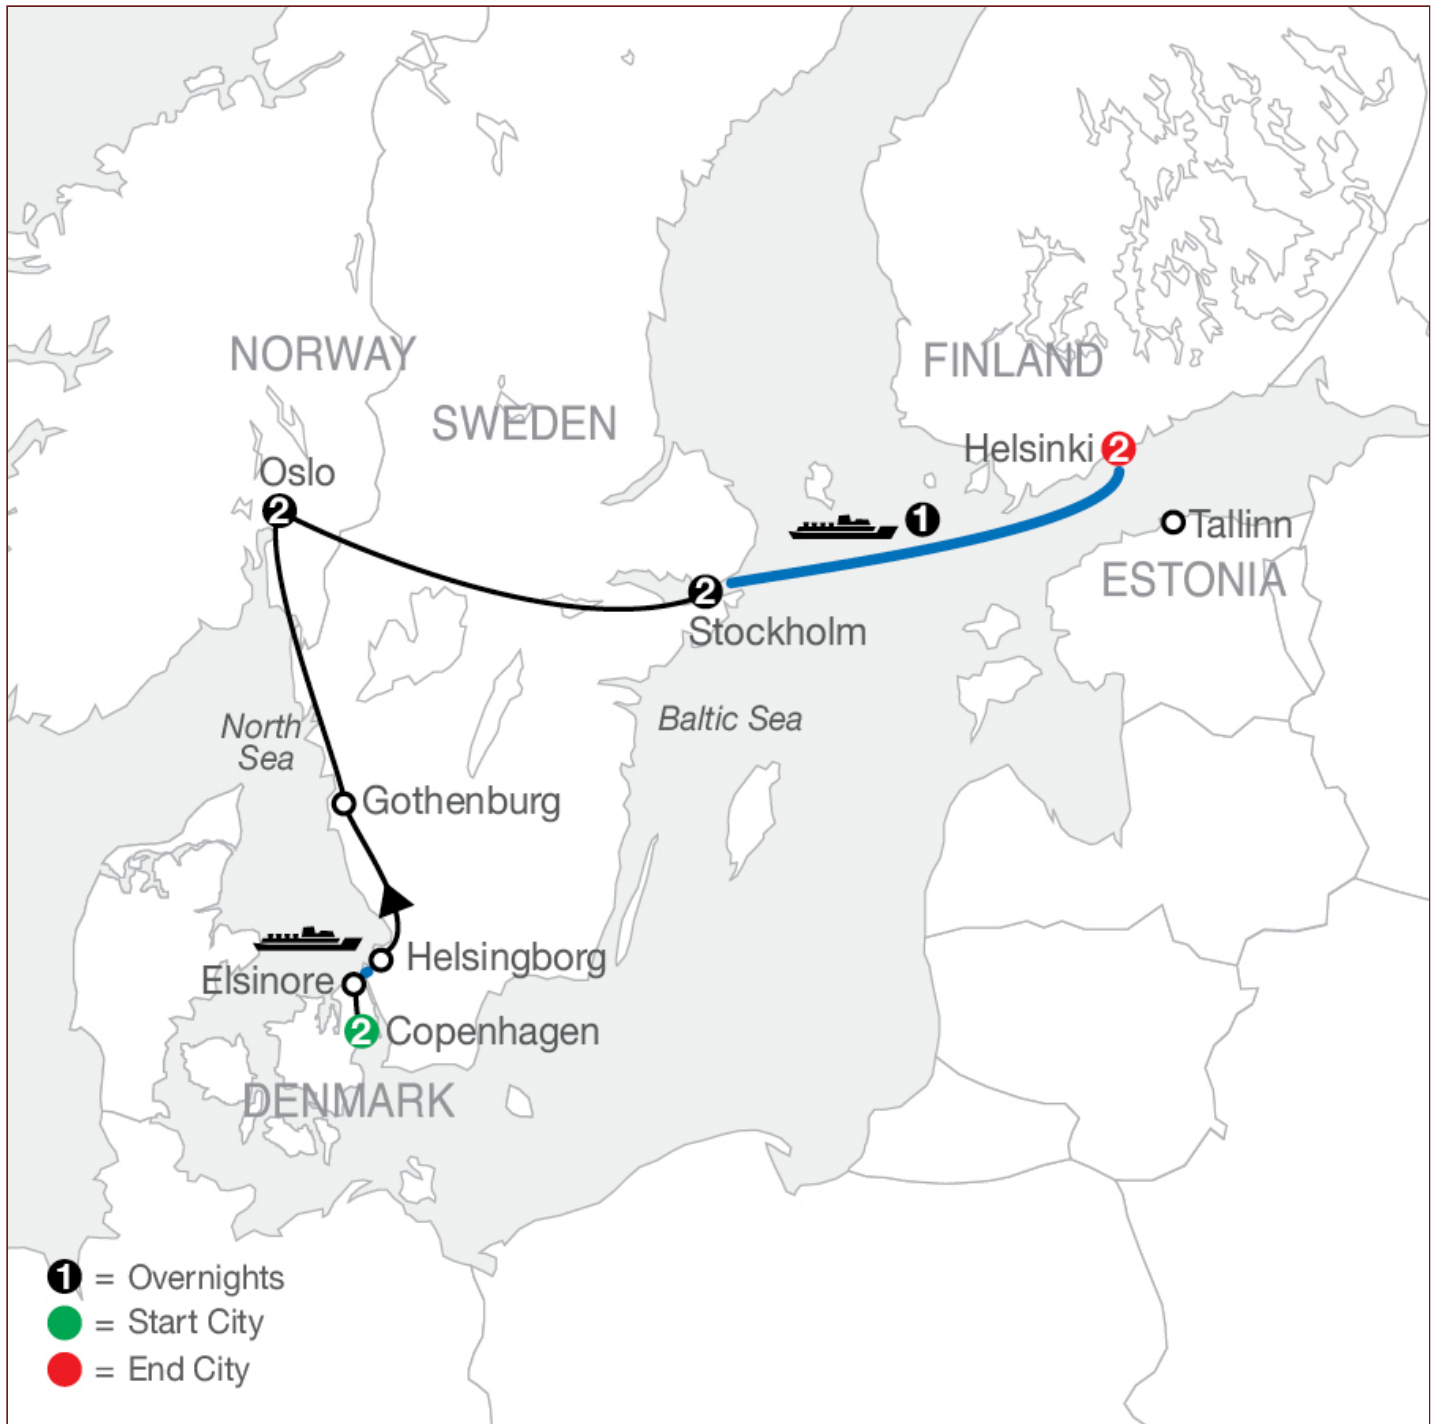 NORWAY
FINLAND
SWEDEN
Helsinki 2
Oslo
2
1
Tallinn
ESTONIA
2
Stockholm
North
Sea
Baltic Sea
Gothenburg
Helsingborg
Elsinore
2 Copenhagen
DENMARK
1 = Overnights
= Start City
= End City